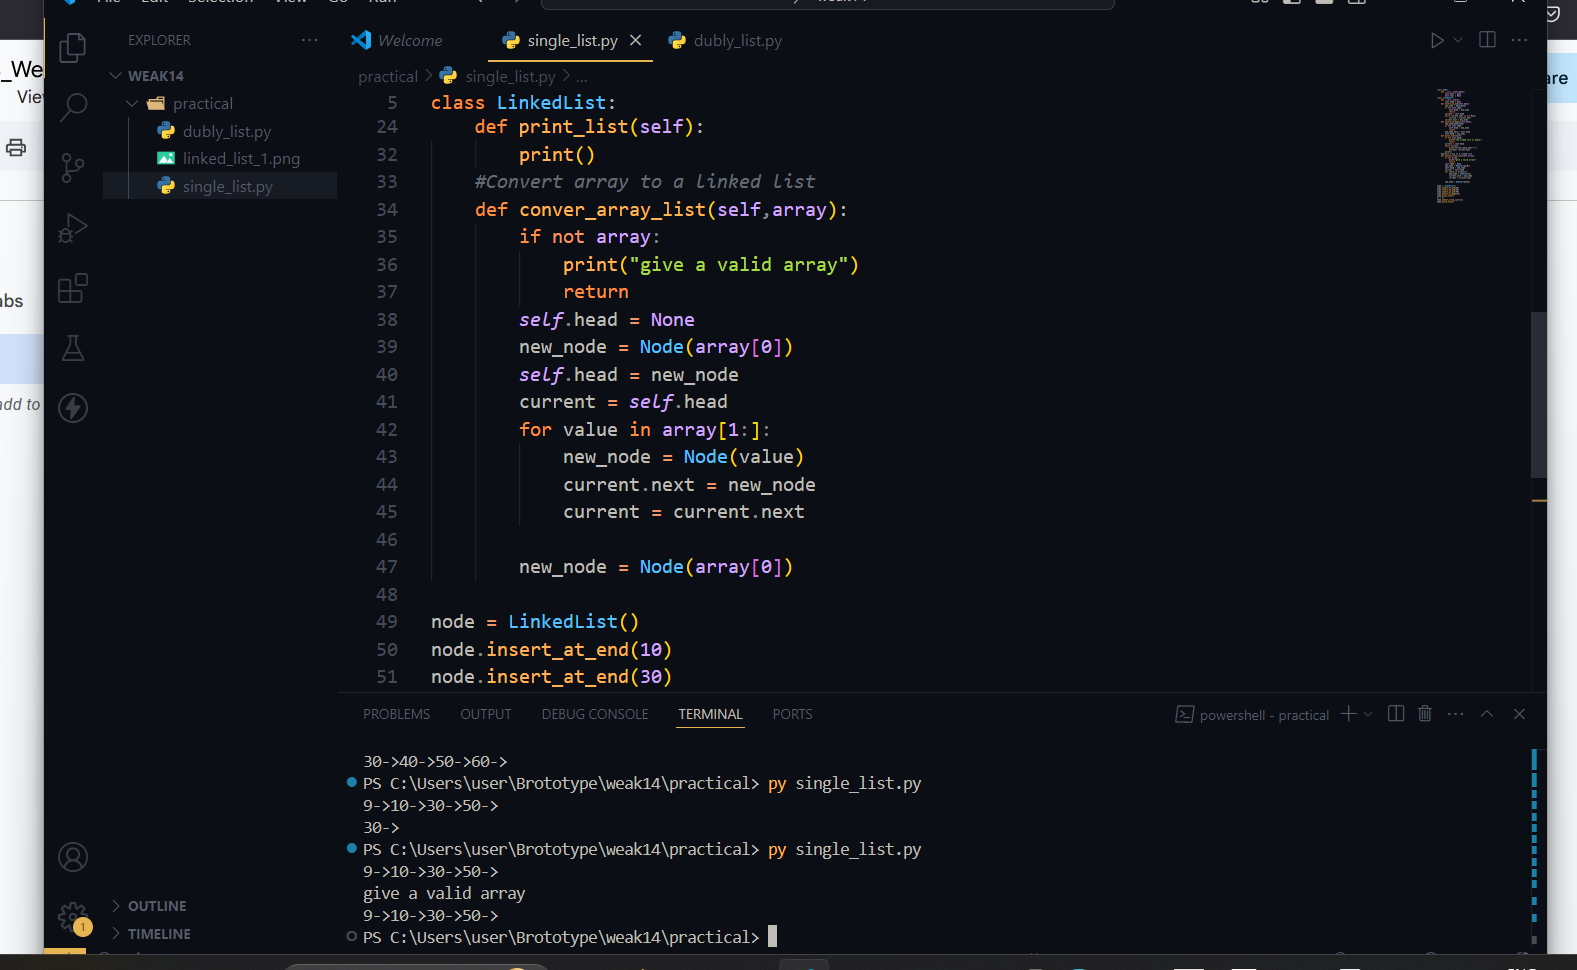 _We
Vie
abs
add to
are
File Edit Selection View Go Run
EXPLORER
WEAK14
practical
dubly_list.py
linked_list_1.png
single_list.py
OUTLINE
TIMELINE
1
Welcome
single_list.py
dubly_list.py
practical > single_list.py > ...
5 class LinkedList:
24 def print_list(self):
32 print()
33 #Convert array to a linked list
34 def conver_array_list(self,array):
35 if not array:
36 print("give a valid array")
37 return
38 self.head = None
39 new_node = Node(array[0])
40 self.head = new_node
41 current = self.head
42 for value in array[1:]:
43 new_node = Node(value)
44 current.next = new_node
45 current = current.next
46
47 new_node = Node(array[0])
48
49 node = LinkedList()
50 node.insert_at_end(10)
51 node.insert_at_end(30)
PROBLEMS OUTPUT DEBUG CONSOLE TERMINAL PORTS
powershell - practical
30->40->50->60->
PS C:\Users\user\Brototype\weak14\practical> py single_list.py
9->10->30->50->
30->
PS C:\Users\user\Brototype\weak14\practical> py single_list.py
9->10->30->50->
give a valid array
9->10->30->50->
PS C:\Users\user\Brototype\weak14\practical>